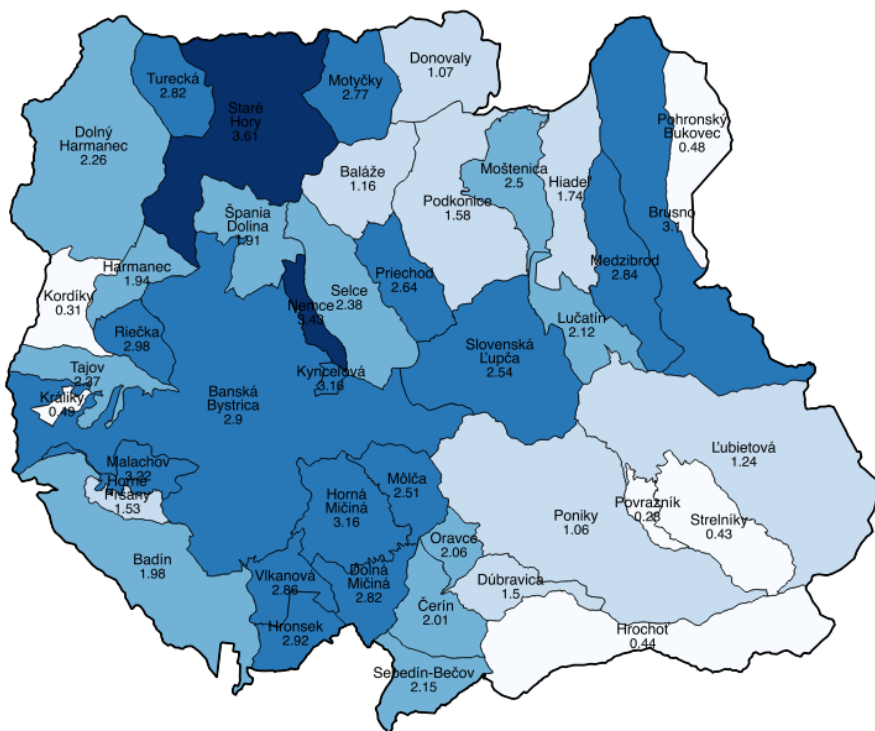 Donovaly
1.07
Turecká
2.82
Motyčky
2.77
Staré
Hory
3.61
Pohronský
Bukovec
0.48
Dolný
Harmanec
2.26
Baláže
1.16
Moštenica
2.5
Hiadeľ
1.74
Podkonice
1.58
Brusno
3.1
Špania
Dolina
1.91
Harmanec
1.94
Priechod
2.64
Medzibrod
2.84
Kordíky
0.31
Selce
2.38
Nemce
3.43
Lučatín
2.12
Riečka
2.98
Slovenská
Ľupča
2.54
Tajov
2.37
Kynceľová
3.16
Banská
Bystrica
2.9
Králiky
0.49
Ľubietová
1.24
Malachov
3.22
Horné
Pršany
1.53
Môlča
2.51
Horná
Mičiná
3.16
Povrazník
0.28
Strelníky
0.43
Poniky
1.06
Oravce
2.06
Badín
1.98
Vlkanová
2.86
Dolná
Mičiná
2.82
Dúbravica
1.5
Čerín
2.01
Hronsek
2.92
Hrochoť
0.44
Sebedín-Bečov
2.15